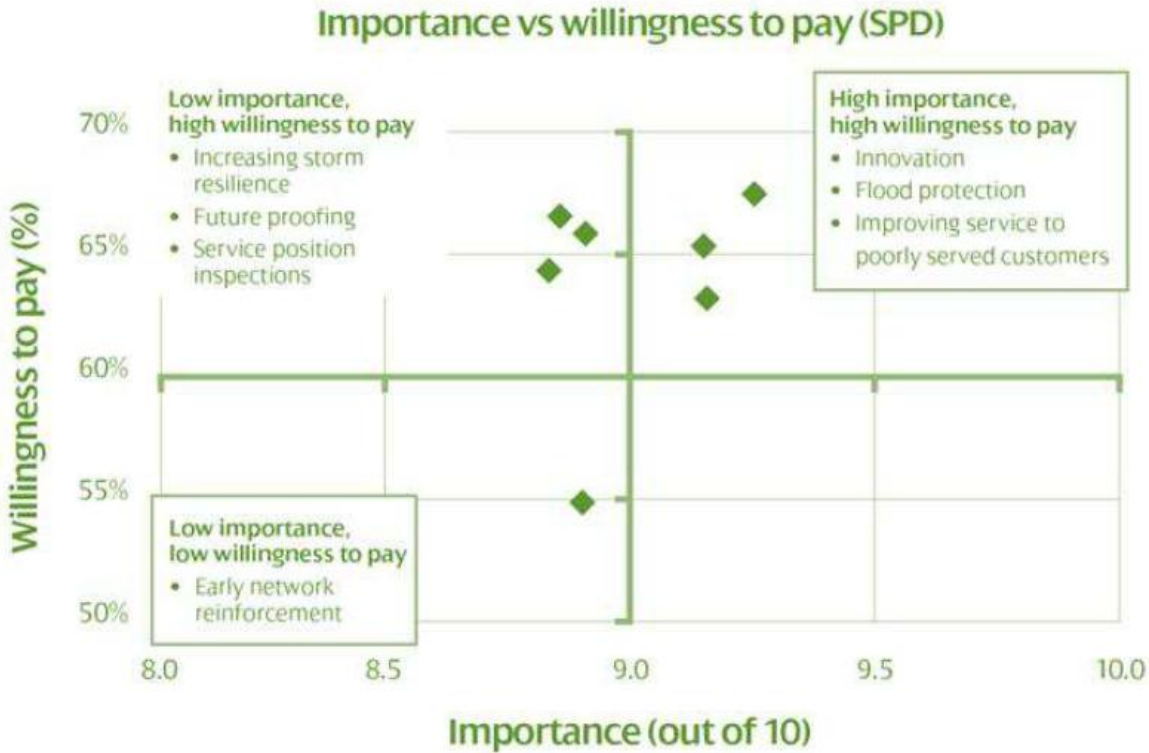 Importance vs willingness to pay (SPD)
Willingness to pay (%)
70%
65%
60%
55%
50%
Low importance,
high willingness to pay
• Increasing storm
resilience
• Future proofing
• Service position
inspections
High importance,
high willingness to pay
• Innovation
• Flood protection
• Improving service to
poorly served customers
Low importance,
low willingness to pay
• Early network
reinforcement
8.0
8.5
9.0
9.5
10.0
Importance (out of 10)